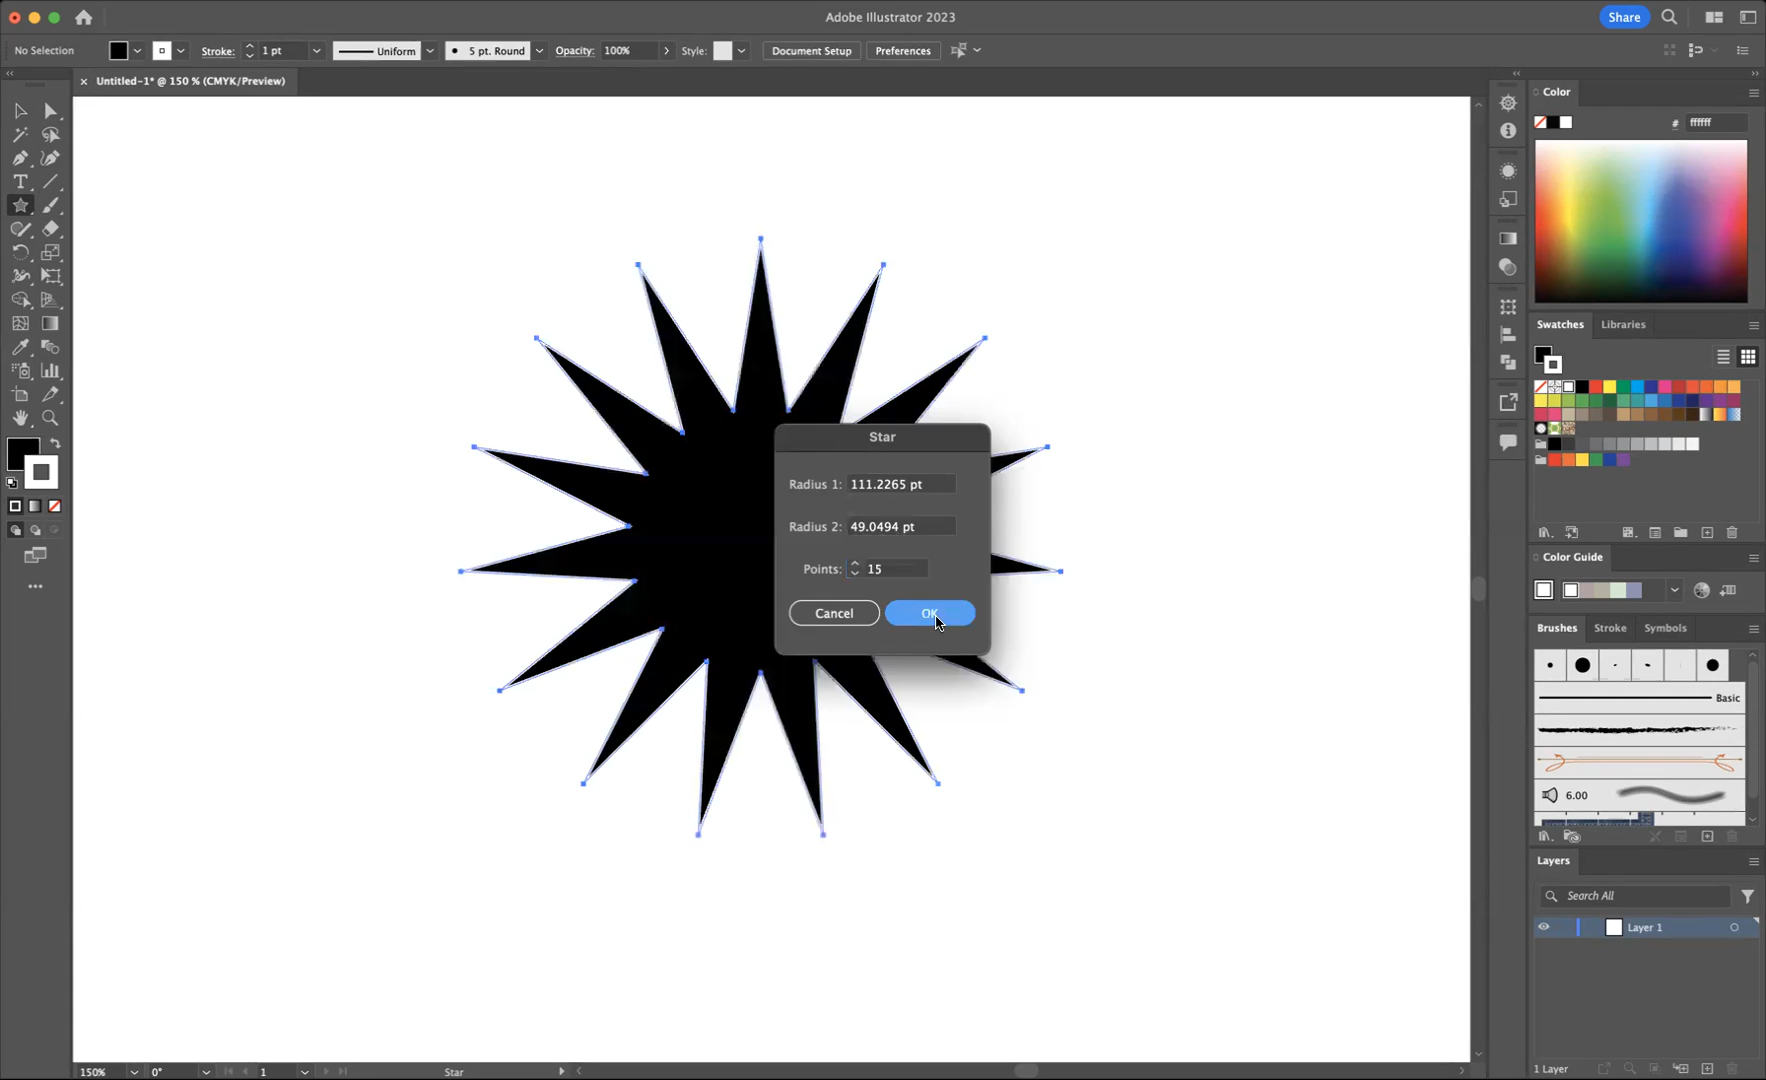 Adobe Illustrator 2023
Share
No Selection
Stroke:
1 pt
Uniform
5 pt. Round
Opacity:
100%
Style:
Document Setup
Preferences
× Untitled-1* @ 150 % (CMYK/Preview)
Color
# ffffff
Swatches
Libraries
Star
Radius 1: 111.2265 pt
Radius 2: 49.0494 pt
Points: 15
Cancel
OK
Color Guide
Brushes
Stroke
Symbols
Basic
6.00
Layers
Search All
Layer 1
150%
0°
1
Star
1 Layer